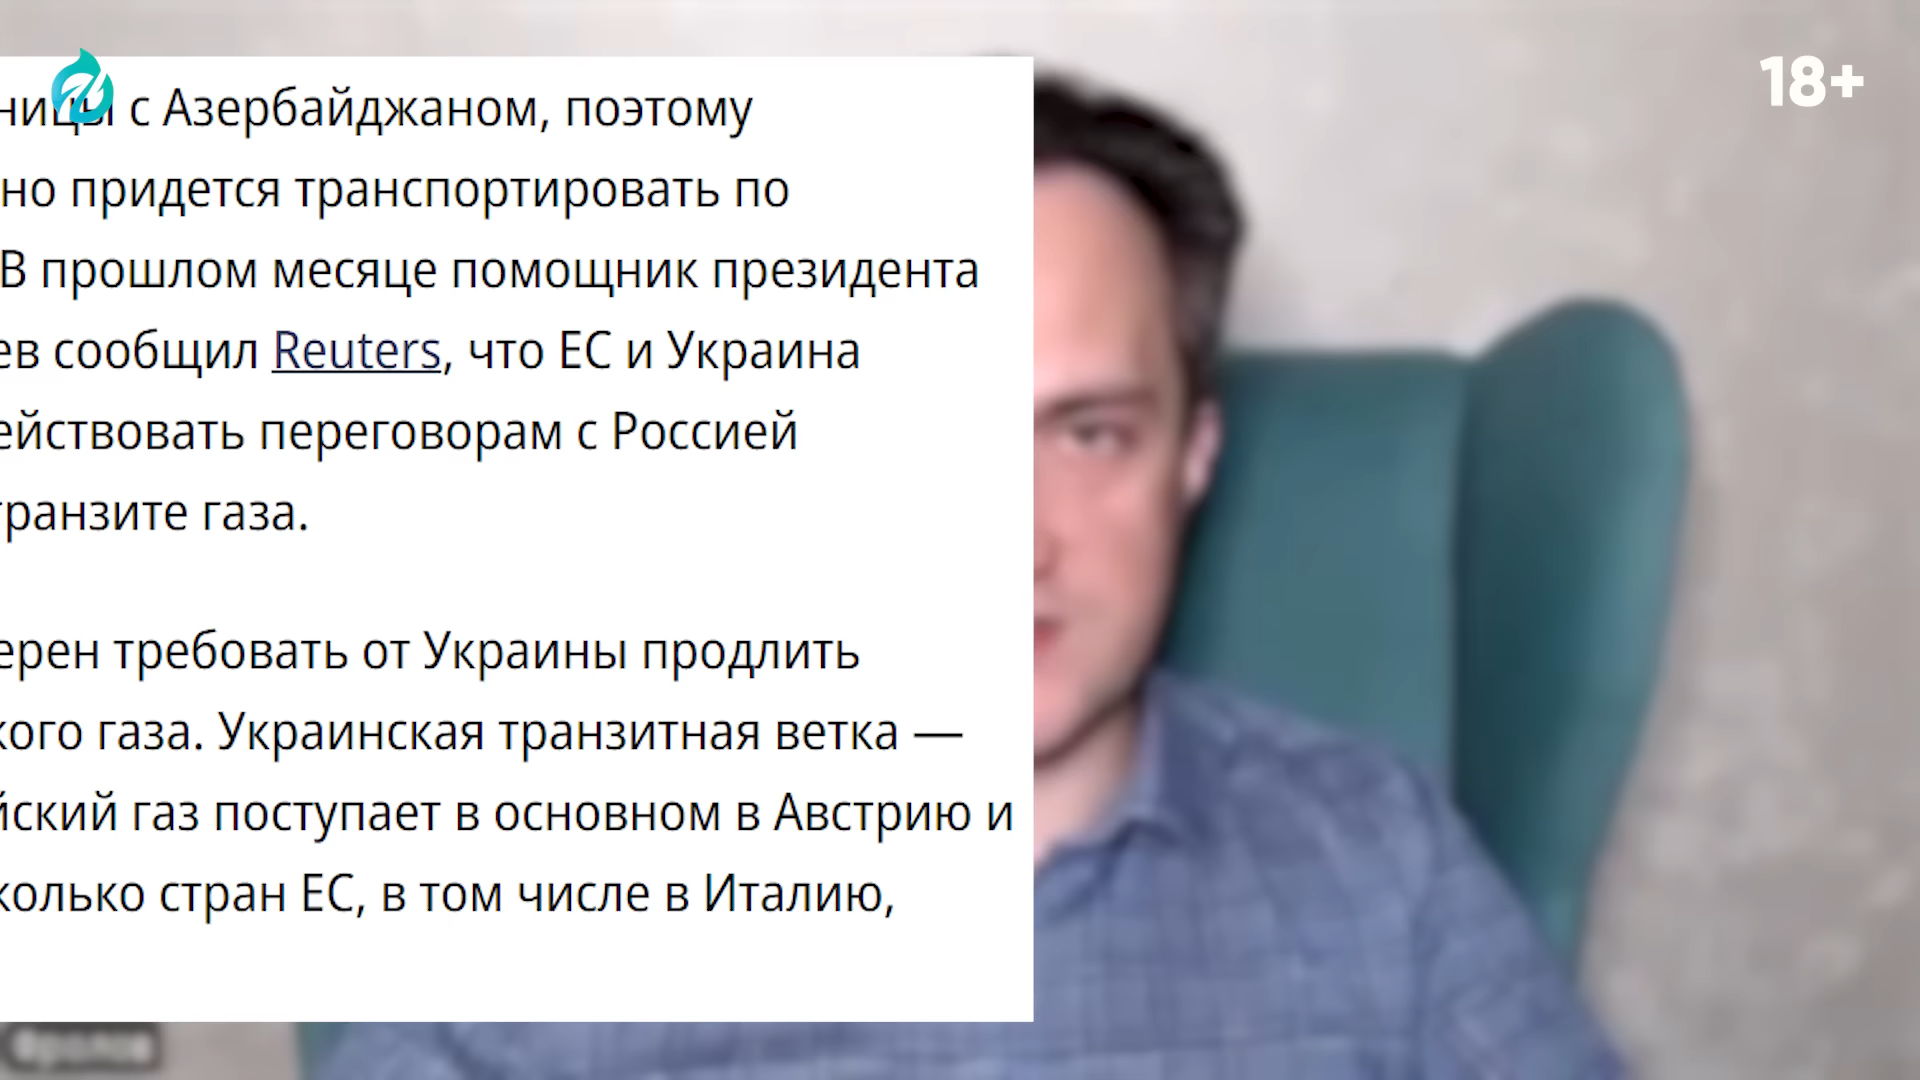 18+
ницы с Азербайджаном, поэтому
но придется транспортировать по
В прошлом месяце помощник президента
ев сообщил Reuters, что ЕС и Украина
ействовать переговорам с Россией
транзите газа.
ерен требовать от Украины продлить
кого газа. Украинская транзитная ветка —
йский газ поступает в основном в Австрию и
колько стран ЕС, в том числе в Италию,
Фролов